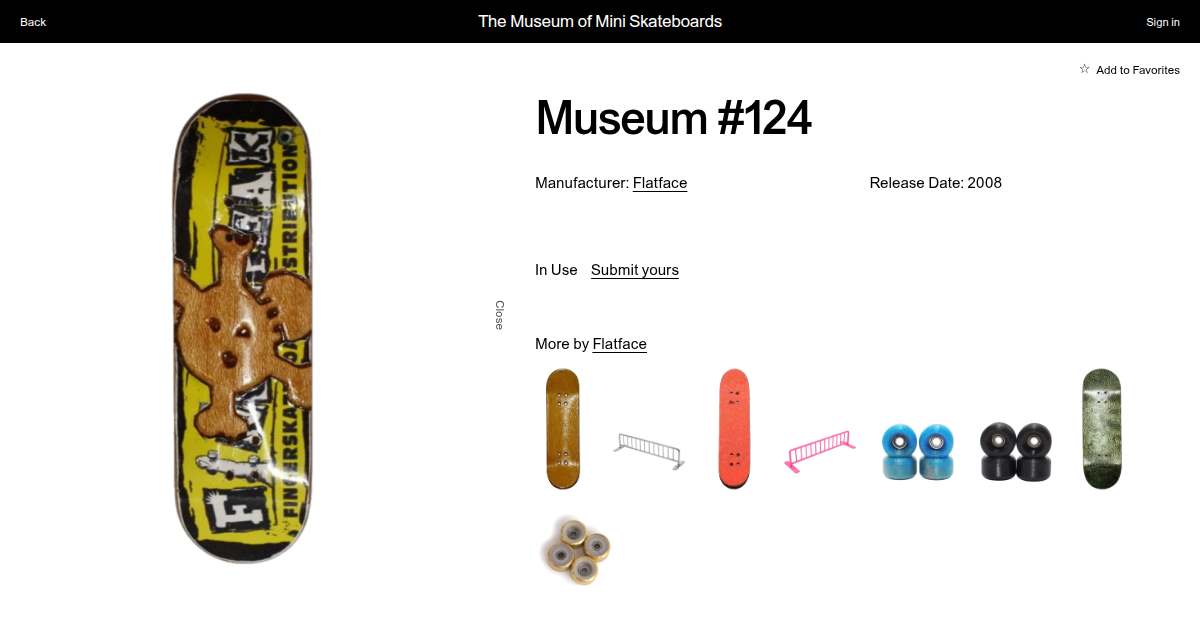 Back
The Museum of Mini Skateboards
Sign in
☆ Add to Favorites
Museum #124
Manufacturer: Flatface
Release Date: 2008
In Use Submit yours
Close
More by Flatface